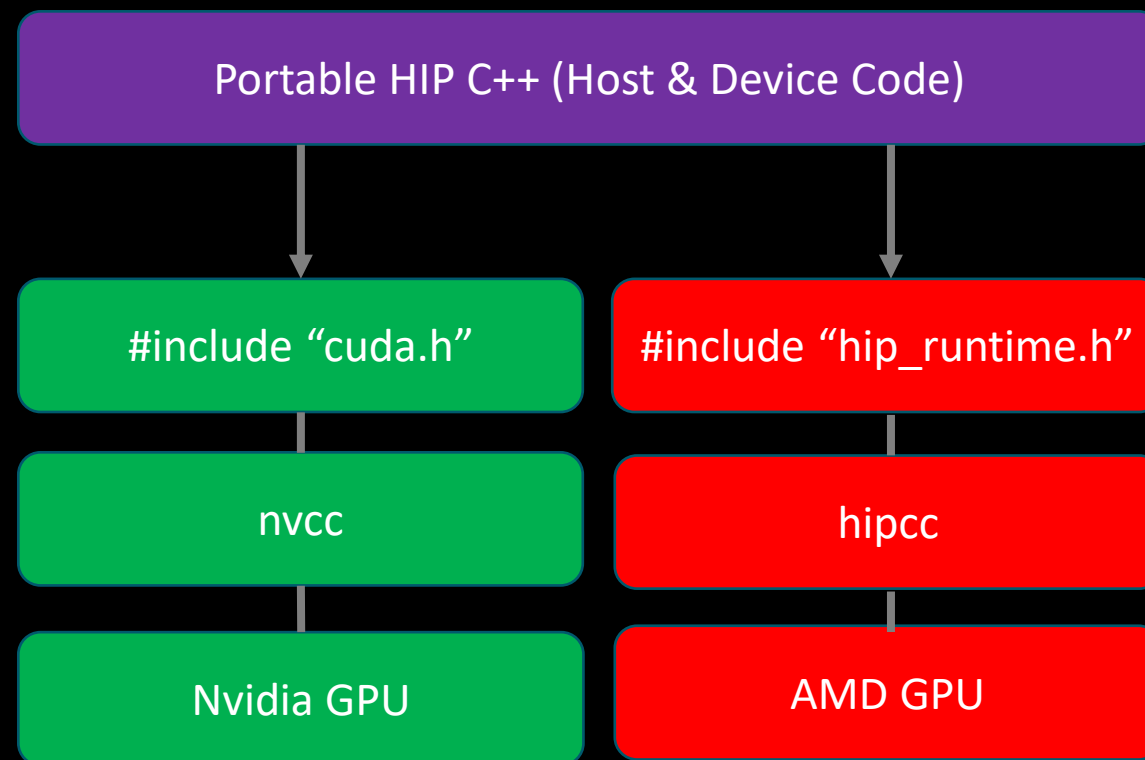 Portable HIP C++ (Host & Device Code)
#include “cuda.h”
#include “hip_runtime.h”
nvcc
hipcc
Nvidia GPU
AMD GPU